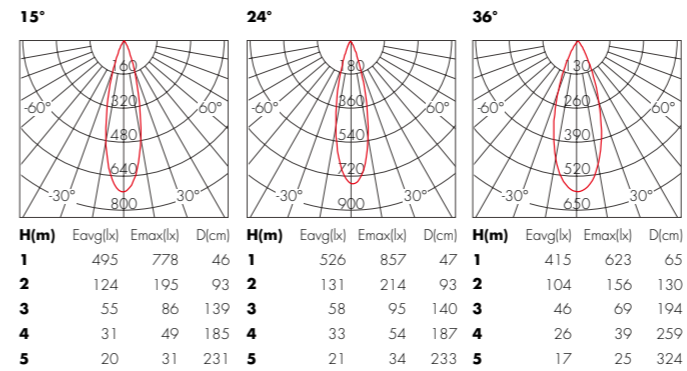 15° 24° 36°
160 180 130
320 360 260
-60° 60° -60° 60° -60° 60°
480 540 390
640 720 520
-30° 30° -30° 30° -30° 30°
800 900 650
H(m) Eavg(lx) Emax(lx) D(cm) H(m) Eavg(lx) Emax(lx) D(cm) H(m) Eavg(lx) Emax(lx) D(cm)
1 495 778 46 1 526 857 47 1 415 623 65
2 124 195 93 2 131 214 93 2 104 156 130
3 55 86 139 3 58 95 140 3 46 69 194
4 31 49 185 4 33 54 187 4 26 39 259
5 20 31 231 5 21 34 233 5 17 25 324